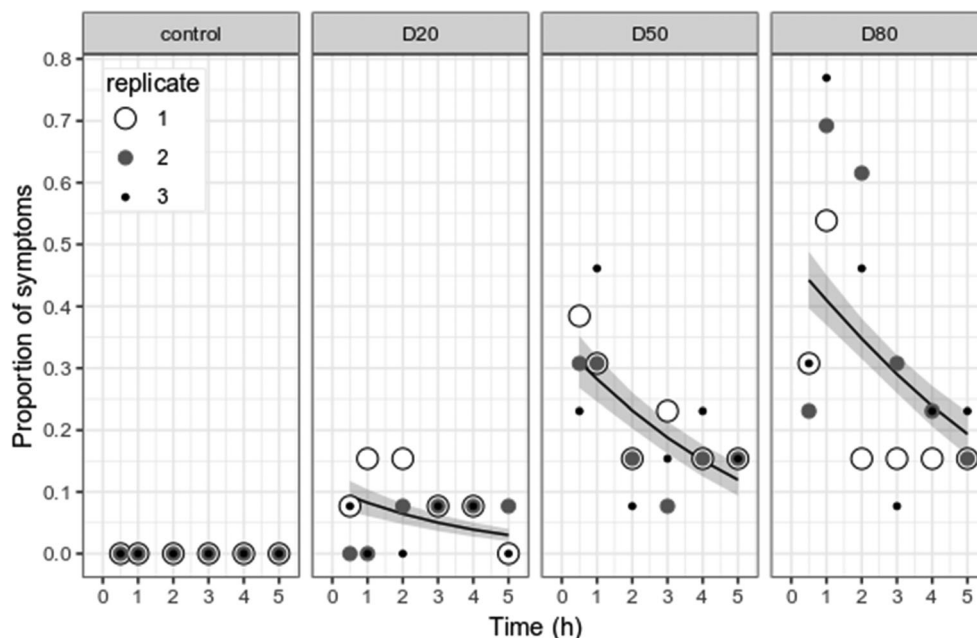 control D20 D50 D80
replicate
1
2
3
0.8
0.7
0.6
0.5
0.4
0.3
0.2
0.1
0.0
Proportion of symptoms
0 1 2 3 4 5 0 1 2 3 4 5 0 1 2 3 4 5 0 1 2 3 4 5
Time (h)